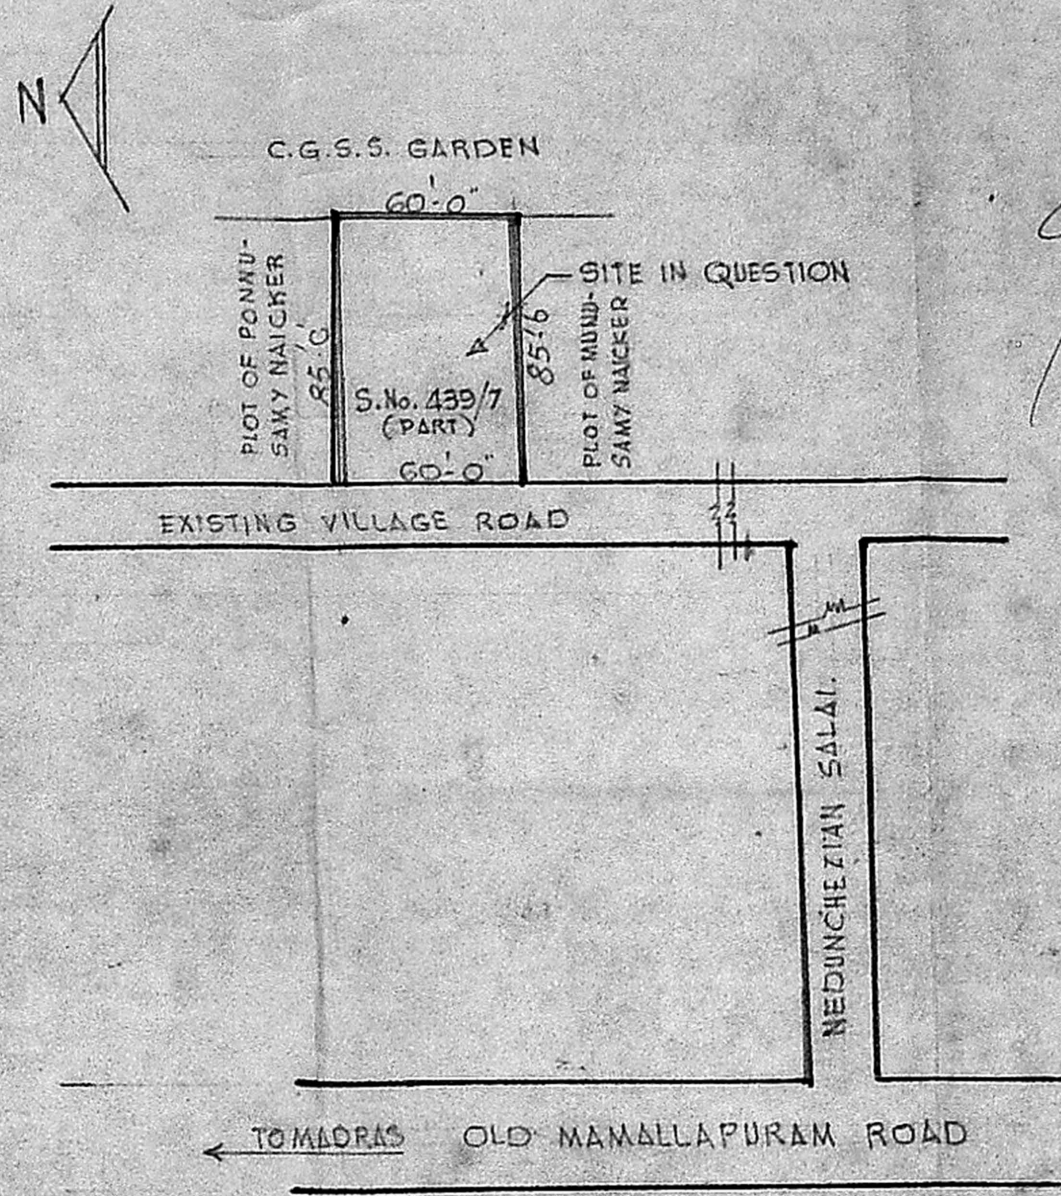 N
C.G.S.S. GARDEN
60'-0"
SITE IN QUESTION
PLOT OF PONNU-
SAMY NAICKER
85'-0"
S.No. 439/7
(PART)
85'-6
PLOT OF MUNU-
SAMY NAICKER
60'-0"
EXISTING VILLAGE ROAD
NEDUNCHEZIAN SALAI.
TO MADRAS
OLD MAMALLAPURAM ROAD